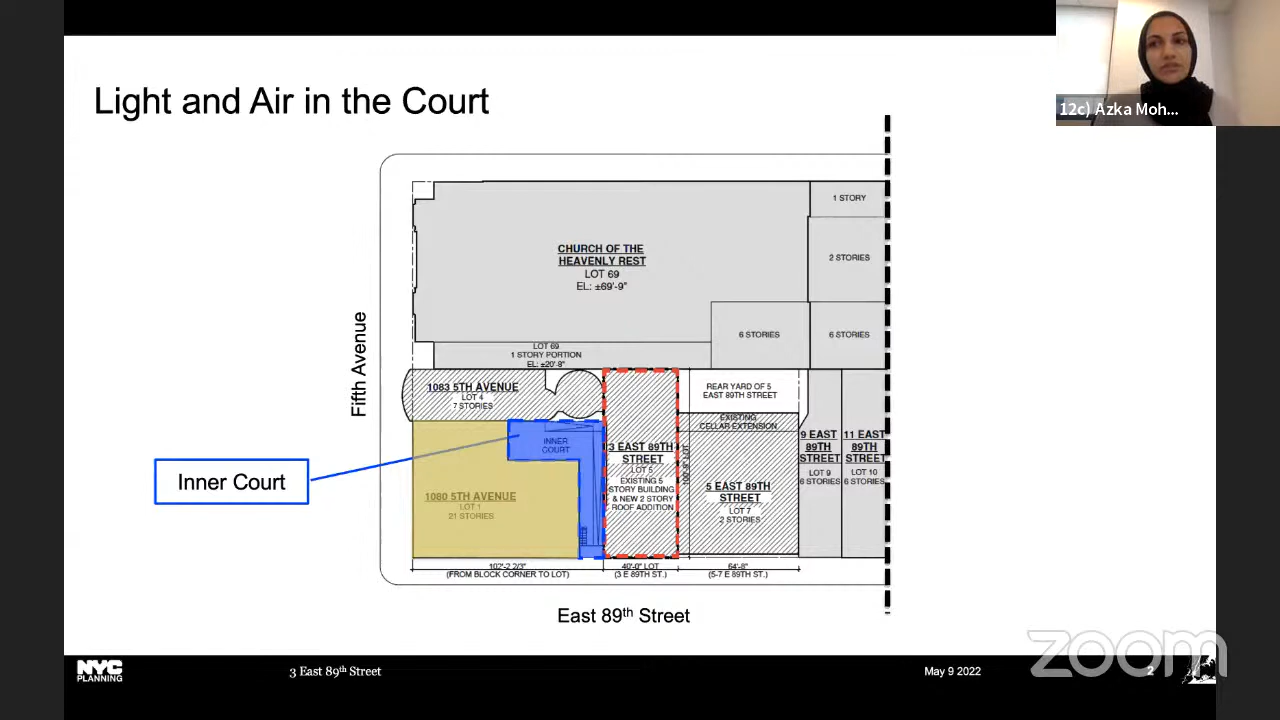 12c) Azka Moh...
Light and Air in the Court
1 STORY
CHURCH OF THE
HEAVENLY REST
LOT 69
EL: ±69'-9"
2 STORIES
6 STORIES
6 STORIES
LOT 69
1 STORY PORTION
EL: ±20'-8"
Fifth Avenue
1083 5TH AVENUE
LOT 4
7 STORIES
REAR YARD OF 5
EAST 89TH STREET
EXISTING
CELLAR EXTENSION
INNER
COURT
3 EAST 89TH
STREET
LOT 5
EXISTING 5
STORY BUILDING
& NEW 2 STORY
ROOF ADDITION
100'-8" LOT
9 EAST
89TH
STREET
LOT 9
6 STORIES
11 EAST
89TH
STREET
LOT 10
6 STORIES
Inner Court
1080 5TH AVENUE
LOT 1
21 STORIES
5 EAST 89TH
STREET
LOT 7
2 STORIES
102'-2 2/3"
(FROM BLOCK CORNER TO LOT)
40'-0" LOT
(3 E 89TH ST.)
64'-8"
(5-7 E 89TH ST.)
East 89th Street
zoom
NYC
PLANNING
3 East 89th Street
May 9 2022
2